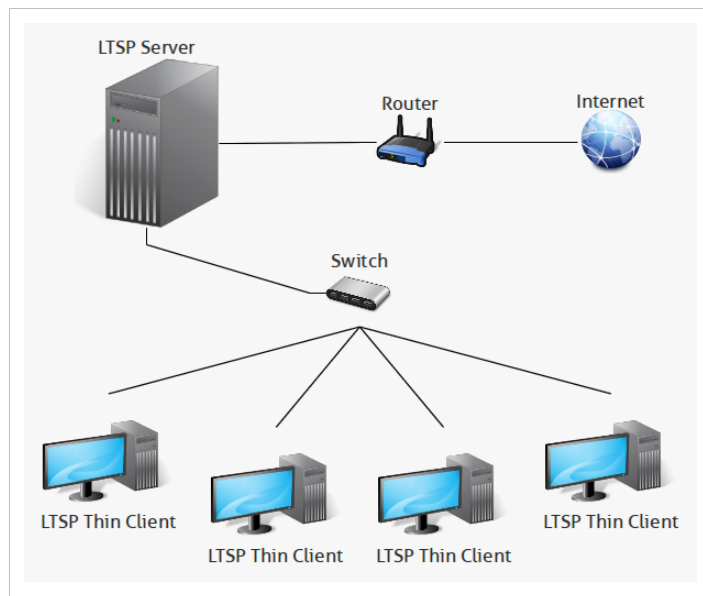 LTSP Server
Router
Internet
Switch
LTSP Thin Client
LTSP Thin Client
LTSP Thin Client
LTSP Thin Client